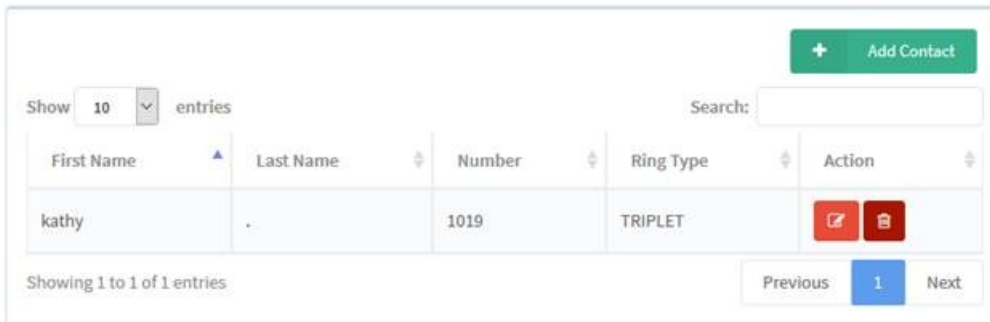 + Add Contact
Show 10 entries Search:
First Name Last Name Number Ring Type Action
kathy . 1019 TRIPLET
Showing 1 to 1 of 1 entries Previous 1 Next